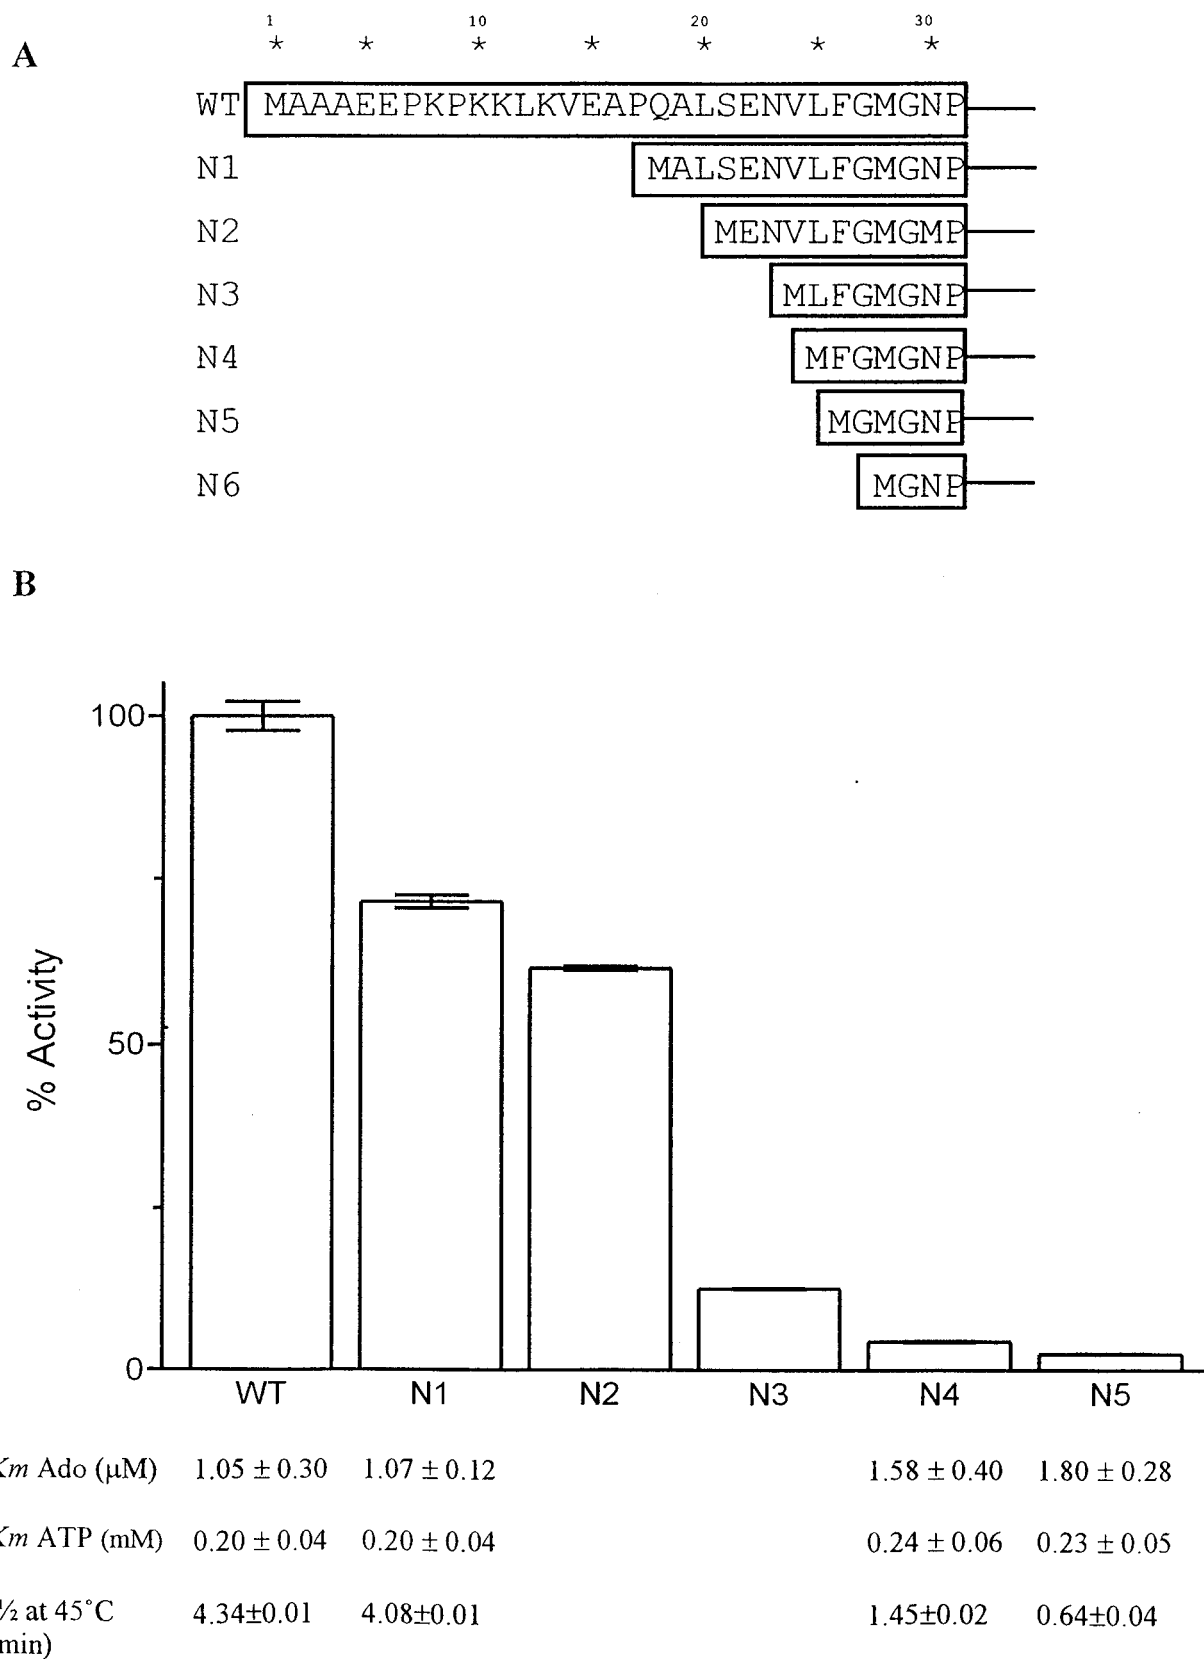 1 10 20 30
A * * * * * * *
WT MAAAEEPKPKKLKVEAPQALSENVLFGMGNP
N1 MALSENVLFGMGNP
N2 MENVLFGMGMP
N3 MLFGMGNP
N4 MFGMGNP
N5 MGMGNP
N6 MGNP
B
100
50
0
% Activity
WT N1 N2 N3 N4 N5
Km Ado (μM) 1.05 ± 0.30 1.07 ± 0.12 1.58 ± 0.40 1.80 ± 0.28
Km ATP (mM) 0.20 ± 0.04 0.20 ± 0.04 0.24 ± 0.06 0.23 ± 0.05
½ at 45˚C 4.34±0.01 4.08±0.01 1.45±0.02 0.64±0.04
min)